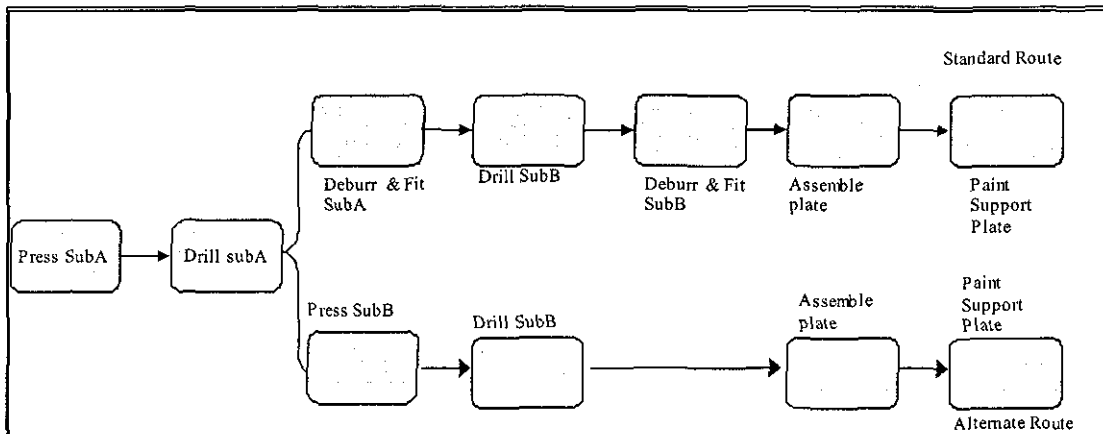 Standard Route
Deburr & Fit
SubA
Drill SubB
Deburr & Fit
SubB
Assemble
plate
Paint
Support
Plate
Press SubA
Drill subA
Press SubB
Drill SubB
Assemble
plate
Paint
Support
Plate
Alternate Route